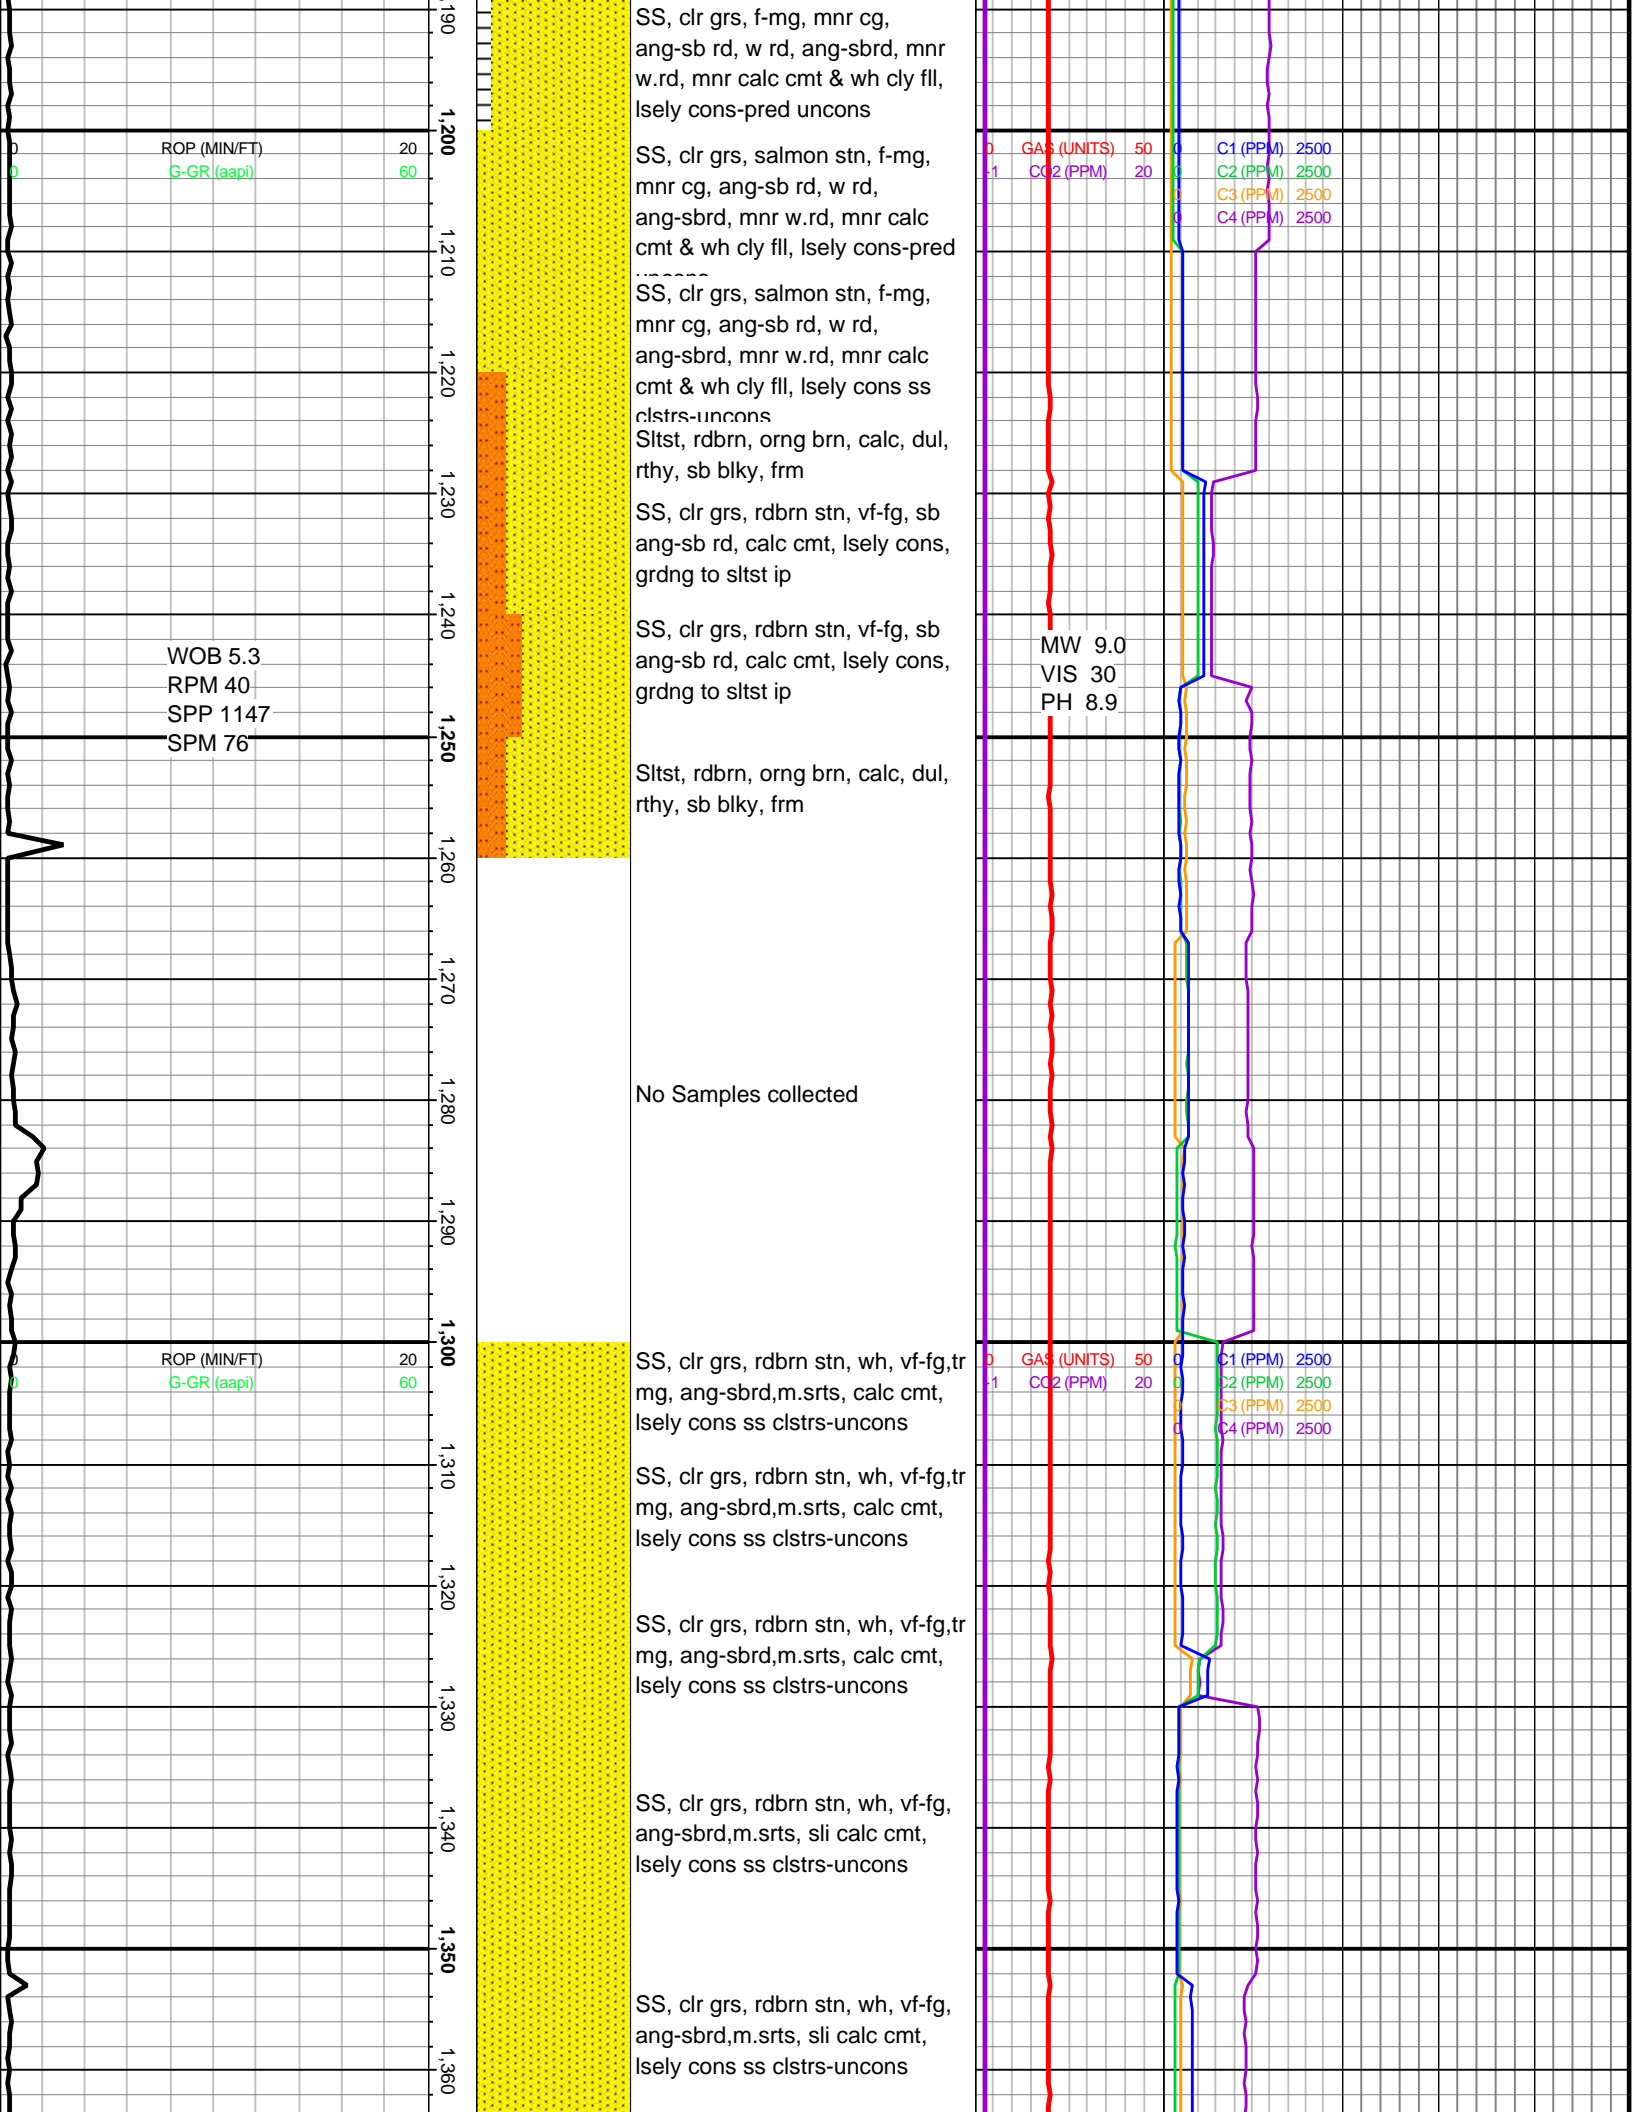 190
SS, clr grs, f-mg, mnr cg,
ang-sb rd, w rd, ang-sbrd, mnr
w.rd, mnr calc cmt & wh cly fll,
lsely cons-pred uncons
1,200
0 ROP (MIN/FT) 20
0 G-GR (aapi) 60
SS, clr grs, salmon stn, f-mg,
mnr cg, ang-sb rd, w rd,
ang-sbrd, mnr w.rd, mnr calc
cmt & wh cly fll, lsely cons-pred
0 GAS (UNITS) 50
-1 CO2 (PPM) 20
0 C1 (PPM) 2500
0 C2 (PPM) 2500
0 C3 (PPM) 2500
0 C4 (PPM) 2500
1,210
SS, clr grs, salmon stn, f-mg,
mnr cg, ang-sb rd, w rd,
ang-sbrd, mnr w.rd, mnr calc
cmt & wh cly fll, lsely cons ss
clstrs-uncons
1,220
Sltst, rdbrn, orng brn, calc, dul,
rthy, sb blky, frm
1,230
SS, clr grs, rdbrn stn, vf-fg, sb
ang-sb rd, calc cmt, lsely cons,
grdng to sltst ip
1,240
SS, clr grs, rdbrn stn, vf-fg, sb
ang-sb rd, calc cmt, lsely cons,
grdng to sltst ip
WOB 5.3
RPM 40
SPP 1147
SPM 76
MW 9.0
VIS 30
PH 8.9
1,250
Sltst, rdbrn, orng brn, calc, dul,
rthy, sb blky, frm
1,260
1,270
1,280
No Samples collected
1,290
1,300
0 ROP (MIN/FT) 20
0 G-GR (aapi) 60
SS, clr grs, rdbrn stn, wh, vf-fg,tr
mg, ang-sbrd,m.srts, calc cmt,
lsely cons ss clstrs-uncons
0 GAS (UNITS) 50
-1 CO2 (PPM) 20
0 C1 (PPM) 2500
0 C2 (PPM) 2500
0 C3 (PPM) 2500
0 C4 (PPM) 2500
1,310
SS, clr grs, rdbrn stn, wh, vf-fg,tr
mg, ang-sbrd,m.srts, calc cmt,
lsely cons ss clstrs-uncons
1,320
SS, clr grs, rdbrn stn, wh, vf-fg,tr
mg, ang-sbrd,m.srts, calc cmt,
lsely cons ss clstrs-uncons
1,330
1,340
SS, clr grs, rdbrn stn, wh, vf-fg,
ang-sbrd,m.srts, sli calc cmt,
lsely cons ss clstrs-uncons
1,350
SS, clr grs, rdbrn stn, wh, vf-fg,
ang-sbrd,m.srts, sli calc cmt,
lsely cons ss clstrs-uncons
1,360